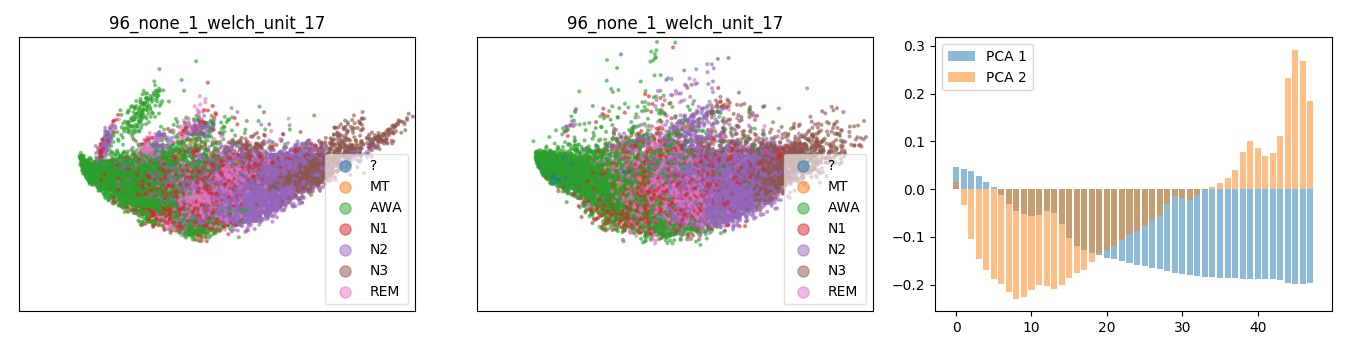 96_none_1_welch_unit_17
?
MT
AWA
N1
N2
N3
REM
96_none_1_welch_unit_17
?
MT
AWA
N1
N2
N3
REM
PCA 1
PCA 2
0.3
0.2
0.1
0.0
−0.1
−0.2
0 10 20 30 40